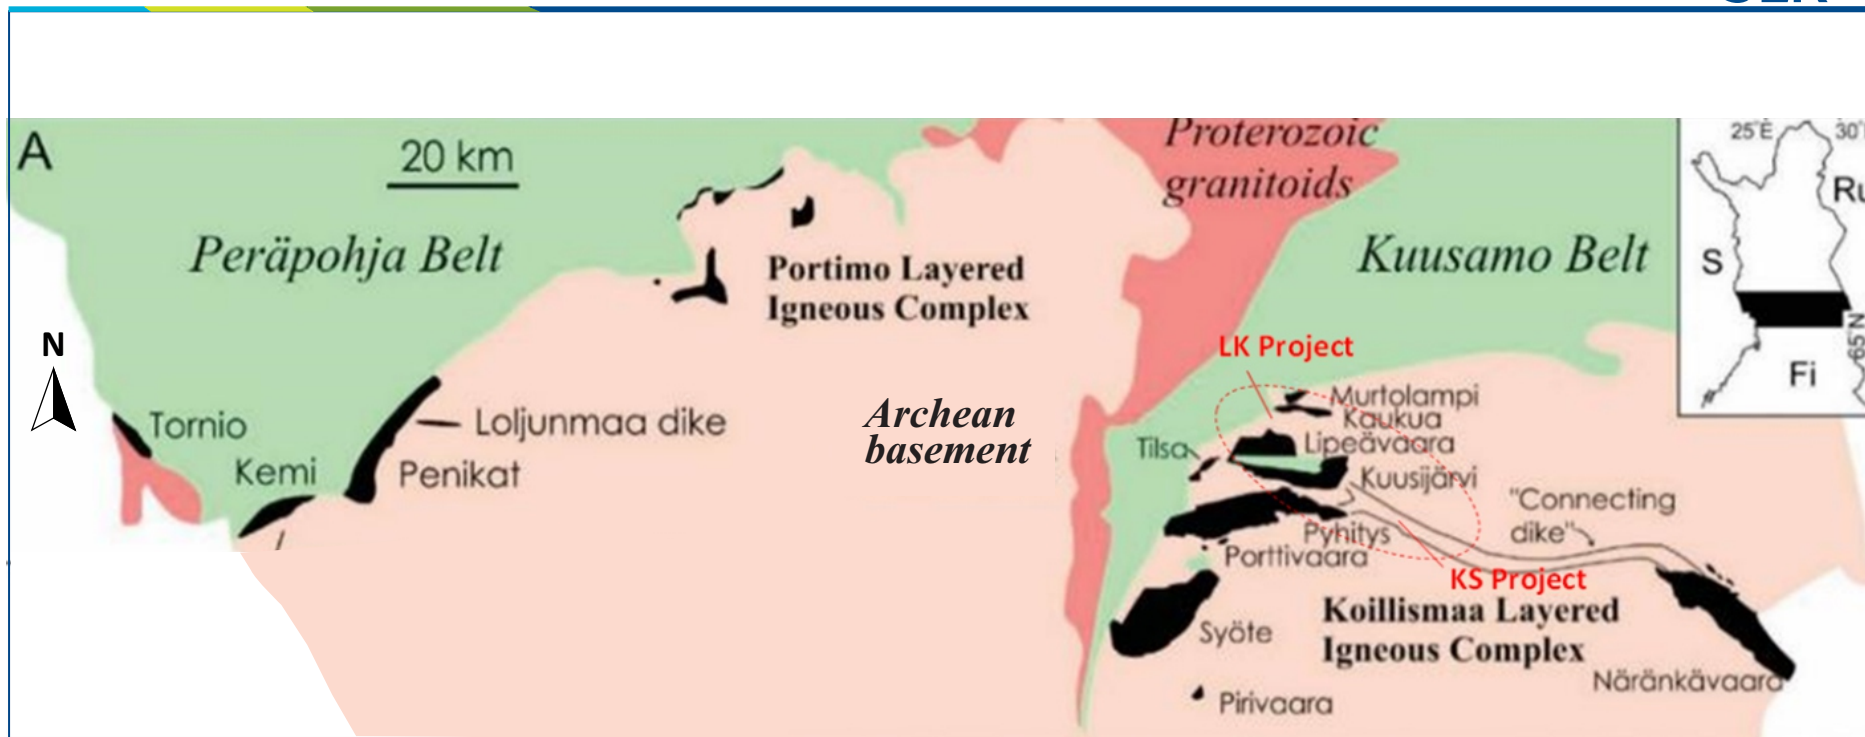 A
20 km
Peräpohja Belt
Portimo Layered
Igneous Complex
Proterozoic
granitoids
Kuusamo Belt
25°E
S
Fi
65°N
N
LK Project
Murtolampi
Kaukua
Lipeävaara
Tilsa
Kuusijärvi
Tornio
Loljunmaa dike
Kemi
Penikat
Archean
basement
"Connecting
dike"
Pyhitys
Porttivaara
KS Project
Koillismaa Layered
Igneous Complex
Syöte
Näränkävaara
Pirivaara